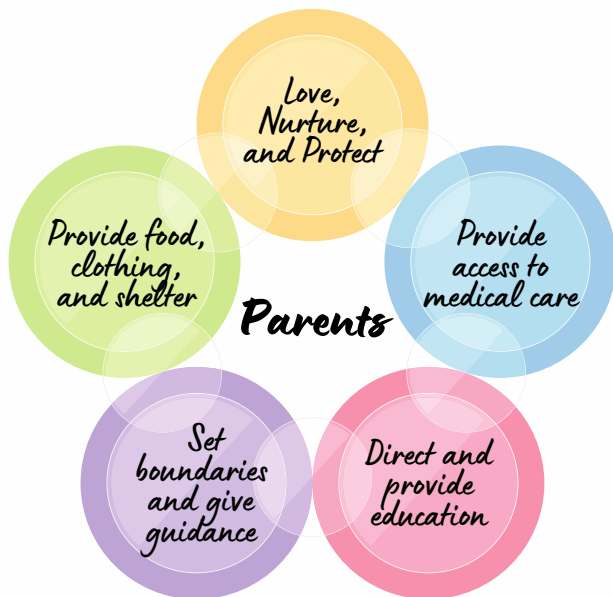 Love,
Nurture,
and Protect
Provide food,
clothing,
and shelter
Provide
access to
medical care
Parents
Set
boundaries
and give
guidance
Direct and
provide
education